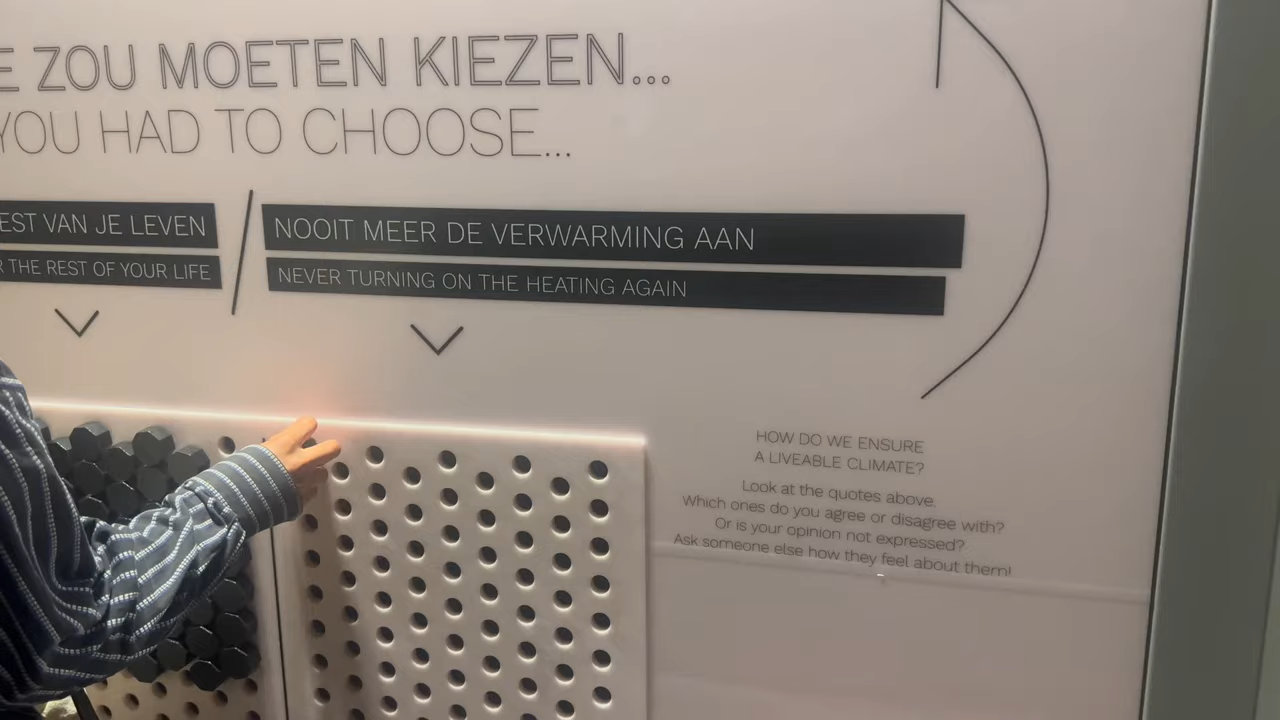 ZOU MOETEN KIEZEN...
YOU HAD TO CHOOSE...
VAN JE LEVEN
THE REST OF YOUR LIFE
NOOIT MEER DE VERWARMING AAN
NEVER TURNING ON THE HEATING AGAIN
HOW DO WE ENSURE
A LIVEABLE CLIMATE?
Look at the quotes above.
Which ones do you agree or disagree with?
Or is your opinion not expressed?
Ask someone else how they feel about them!